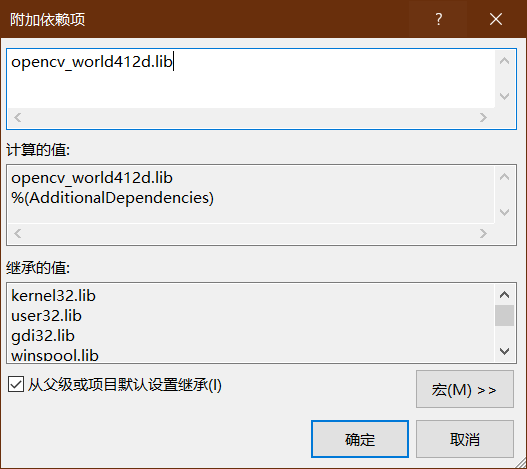 附加依赖项
?
opencv_world412d.lib
计算的值:
opencv_world412d.lib
%(AdditionalDependencies)
继承的值:
kernel32.lib
user32.lib
gdi32.lib
winspool.lib
从父级或项目默认设置继承(I)
宏(M) >>
确定
取消